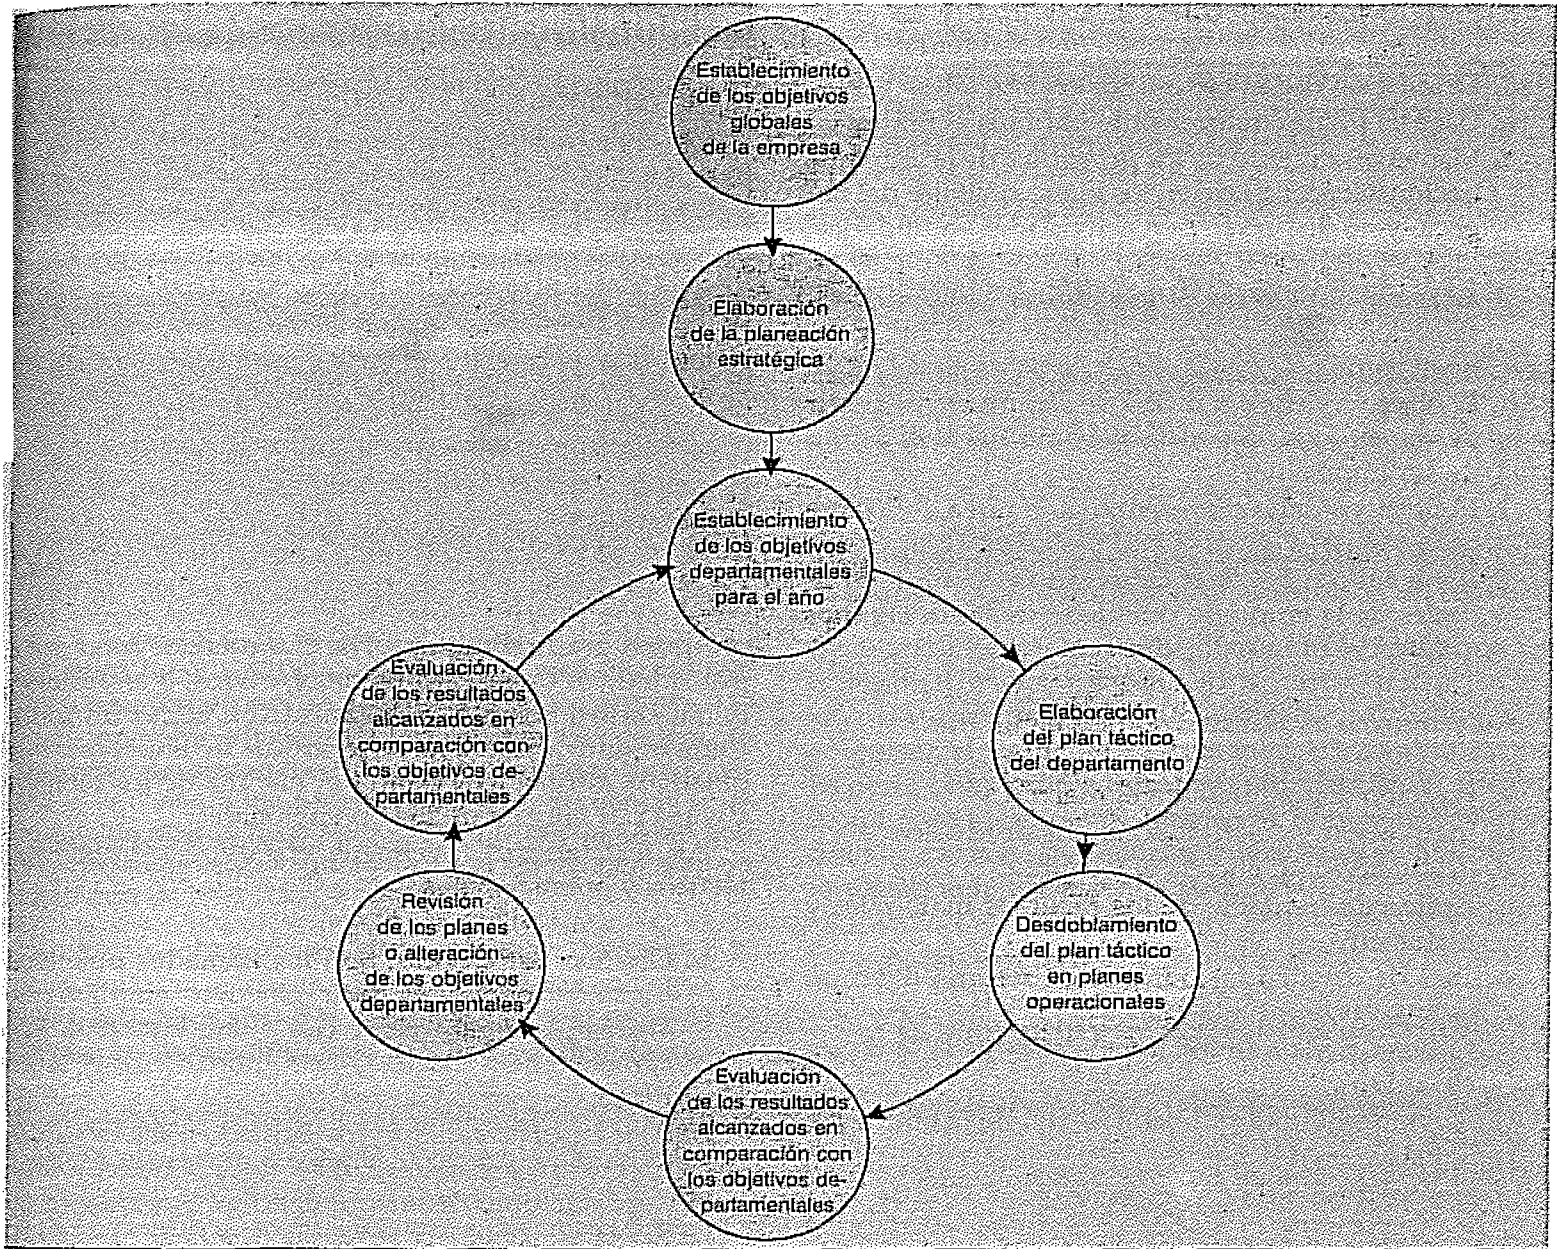 Establecimiento
de los objetivos
globales
de la empresa
Elaboración
de la planeación
estratégica
Establecimiento
de los objetivos
departamentales
para el año
Elaboración
del plan táctico
del departamento
Desdoblamiento
del plan táctico
en planes
operacionales
Evaluación
de los resultados
alcanzados en
comparación con
los objetivos de-
partamentales
Revisión
de los planes
o alteración
de los objetivos
departamentales
Evaluación
de los resultados
alcanzados en
comparación con
los objetivos de-
partamentales